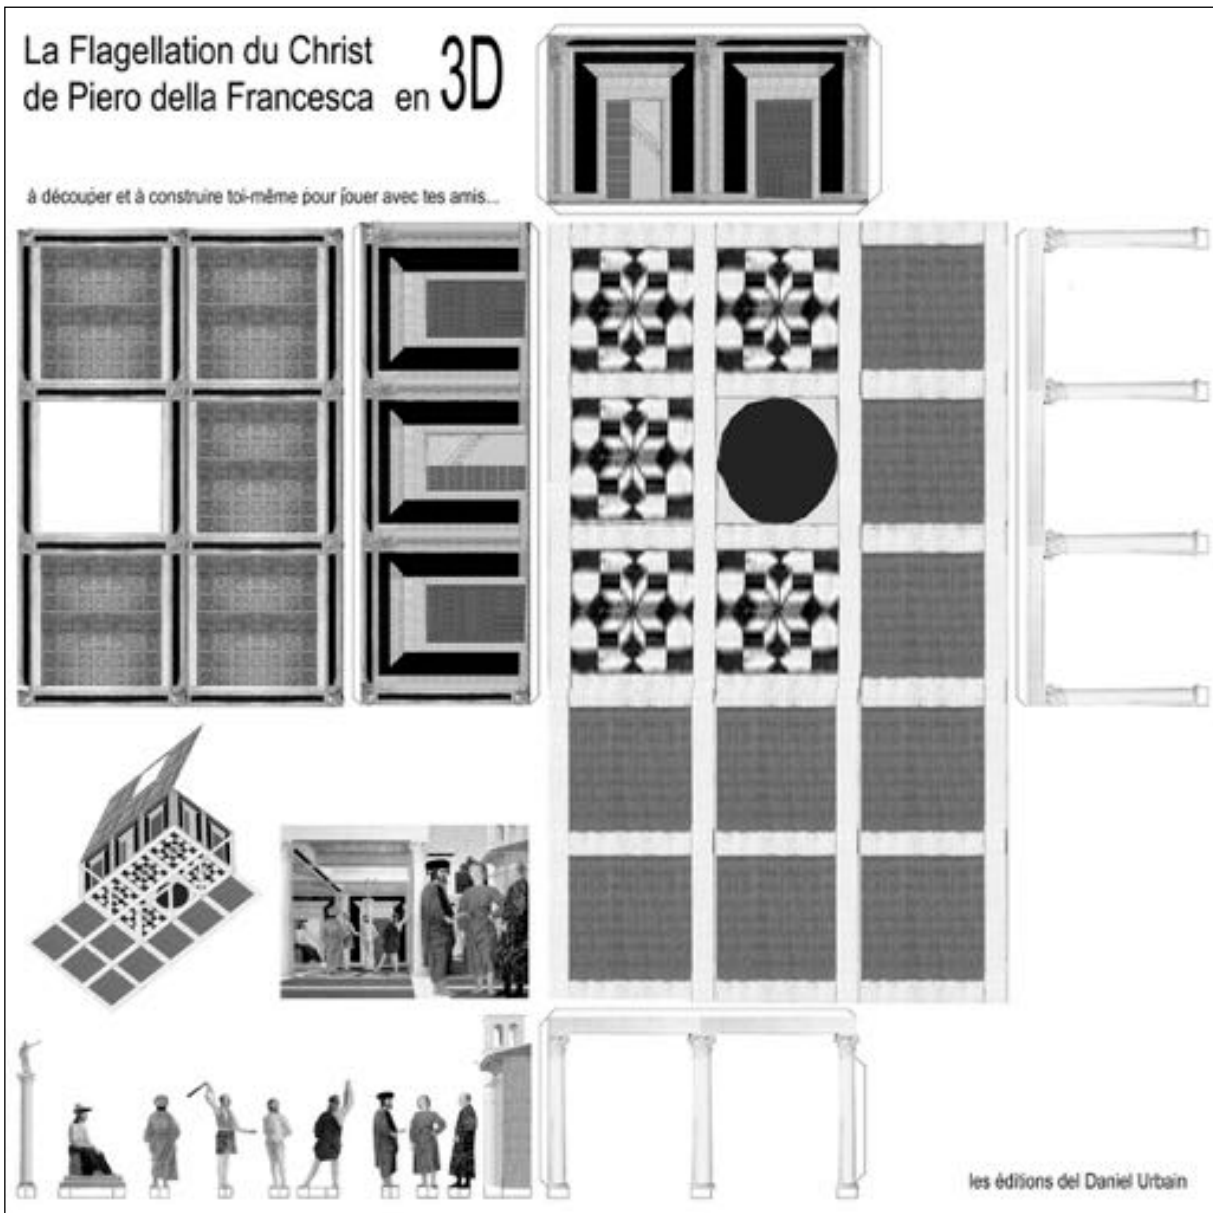 La Flagellation du Christ
de Piero della Francesca en 3D
à découper et à construire toi-même pour jouer avec tes amis...
les éditions del Daniel Urbain